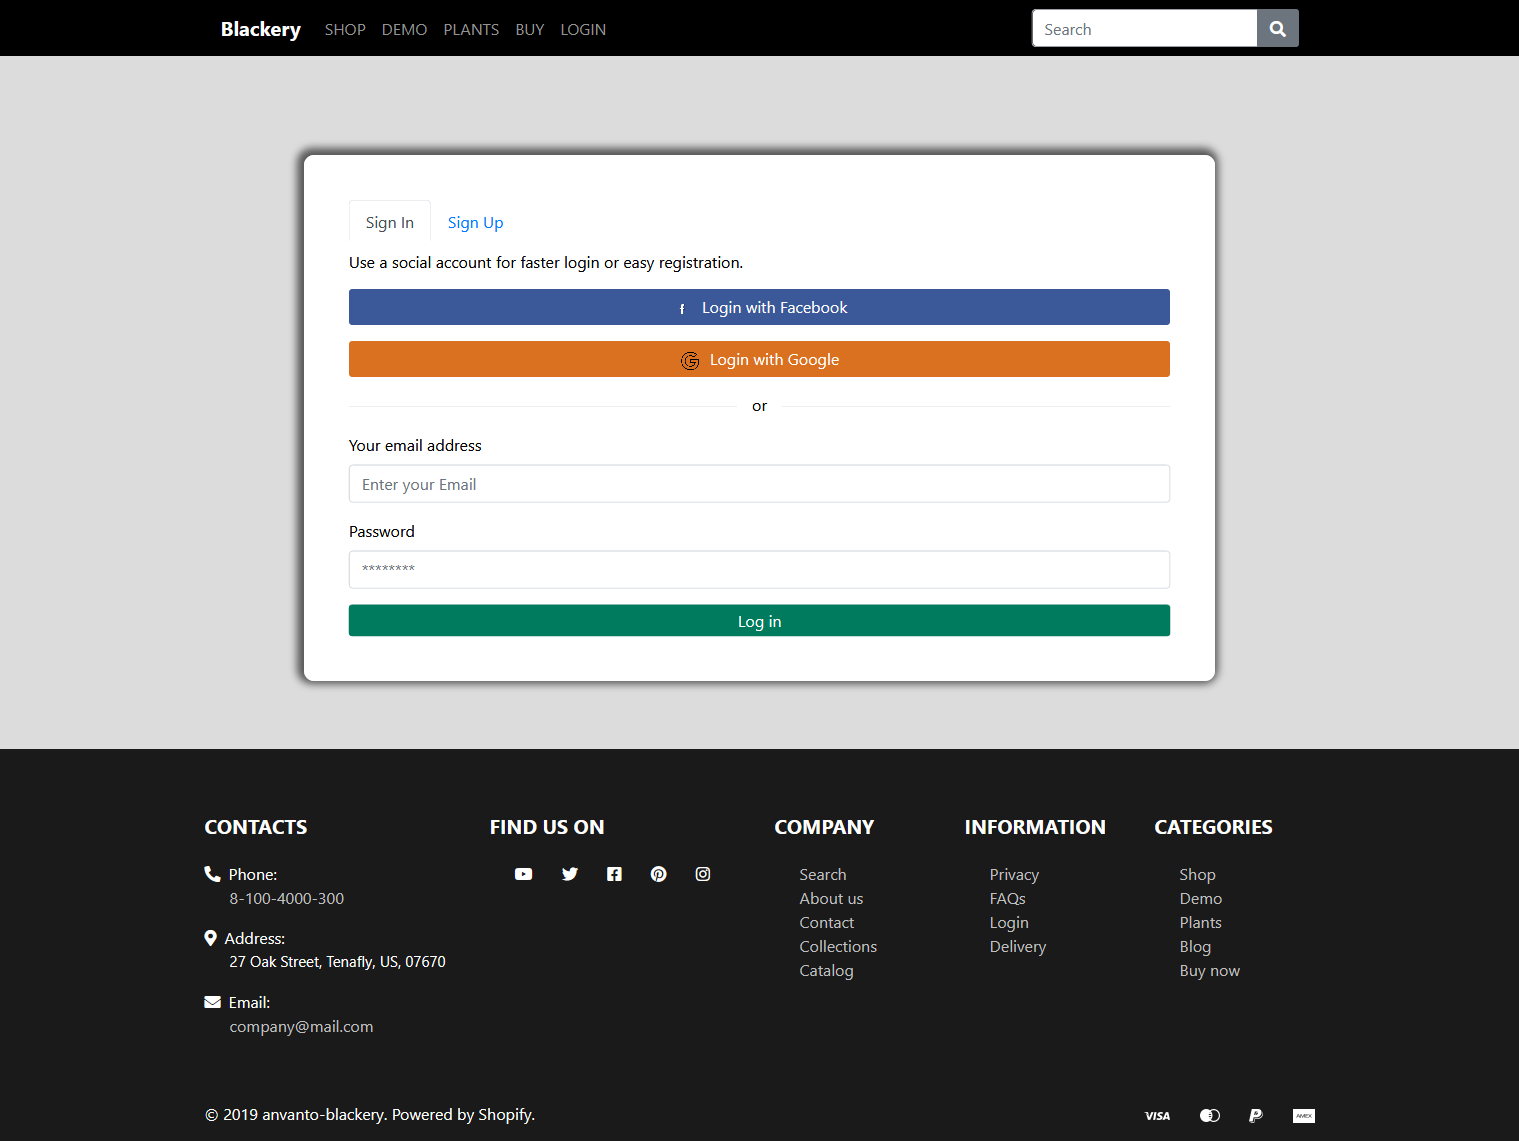 Blackery SHOP DEMO PLANTS BUY LOGIN Search
Sign In Sign Up
Use a social account for faster login or easy registration.
f Login with Facebook
G Login with Google
or
Your email address
Enter your Email
Password
********
Log in
CONTACTS
Phone:
8-100-4000-300
Address:
27 Oak Street, Tenafly, US, 07670
Email:
company@mail.com
FIND US ON
COMPANY
Search
About us
Contact
Collections
Catalog
INFORMATION
Privacy
FAQs
Login
Delivery
CATEGORIES
Shop
Demo
Plants
Blog
Buy now
© 2019 anvanto-blackery. Powered by Shopify.
VISA AMEX